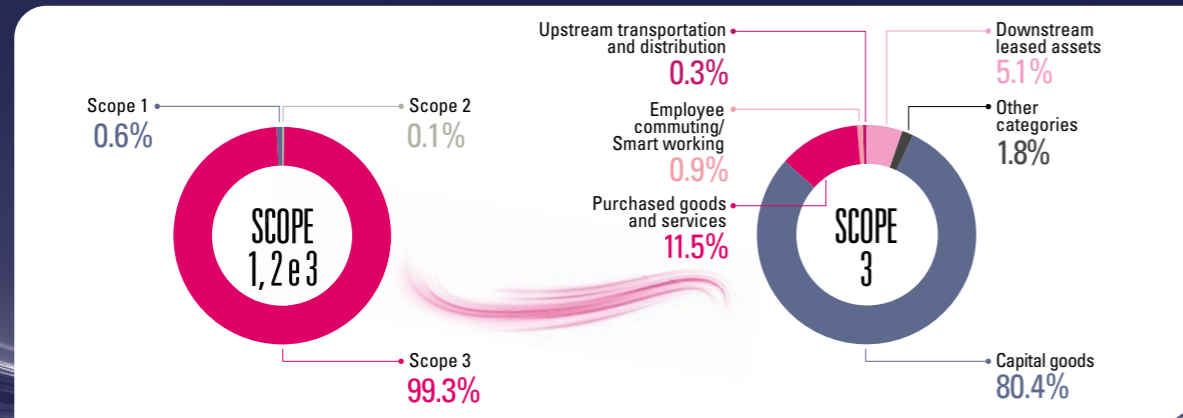 Scope 1
0.6%
Scope 2
0.1%
SCOPE
1, 2 e 3
Scope 3
99.3%
Upstream transportation
and distribution
0.3%
Employee
commuting/
Smart working
0.9%
Purchased goods
and services
11.5%
Downstream
leased assets
5.1%
Other
categories
1.8%
SCOPE
3
Capital goods
80.4%